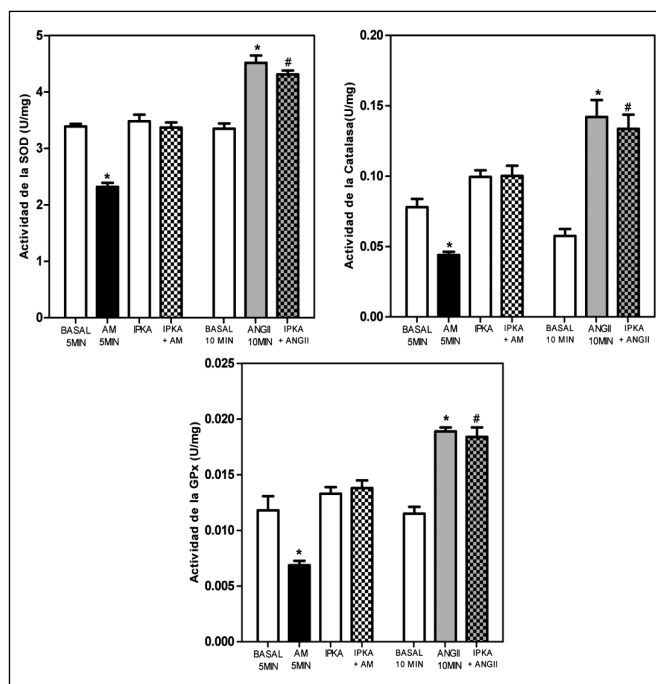 Actividad de la SOD (U/mg)
5
4
3
2
1
0
*
*
#
BASAL 5MIN
AM 5MIN
IPKA
IPKA + AM
BASAL 10 MIN
ANGII 10MIN
IPKA + ANGII
Actividad de la Catalasa(U/mg)
0.20
0.15
0.10
0.05
0.00
*
*
#
BASAL 5MIN
AM 5MIN
IPKA
IPKA + AM
BASAL 10 MIN
ANGII 10MIN
IPKA + ANGII
Actividad de la GPx (U/mg)
0.025
0.020
0.015
0.010
0.005
0.000
*
*
#
BASAL 5MIN
AM 5MIN
IPKA
IPKA + AM
BASAL 10 MIN
ANGII 10MIN
IPKA + ANGII